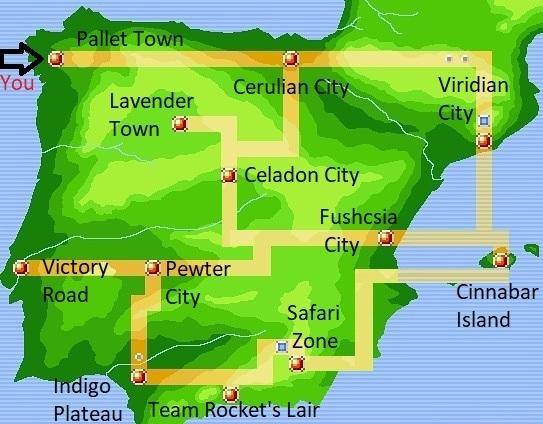 Pallet Town
You
Cerulian City
Viridian
City
Lavender
Town
Celadon City
Fushcsia
City
Victory
Road
Pewter
City
Cinnabar
Island
Safari
Zone
Indigo
Plateau
Team Rocket's Lair